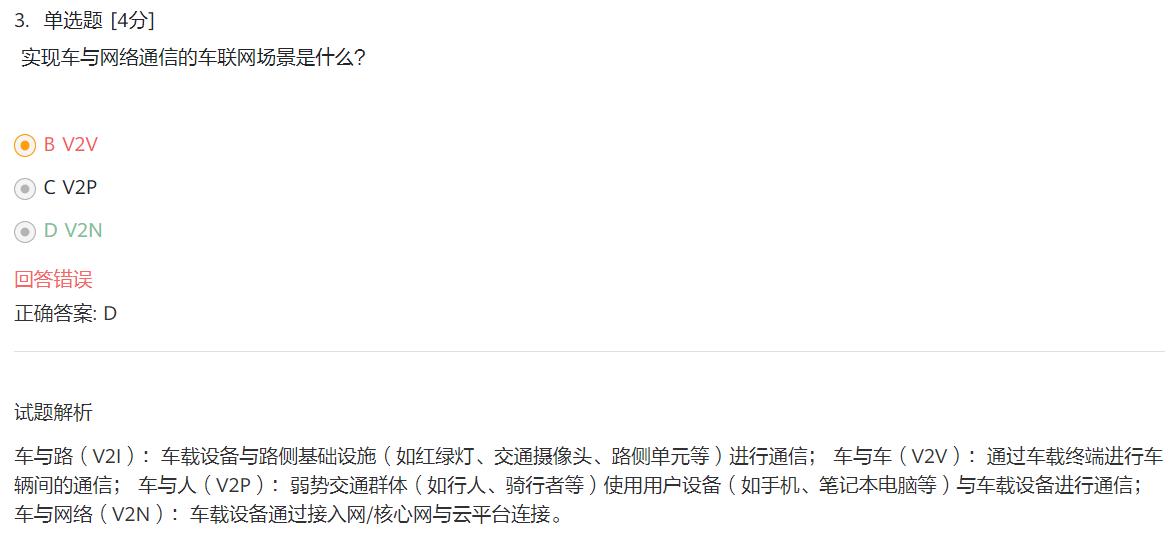 3. 单选题 [4分]
实现车与网络通信的车联网场景是什么?
B V2V
C V2P
D V2N
回答错误
正确答案: D
试题解析
车与路（V2I）：车载设备与路侧基础设施（如红绿灯、交通摄像头、路侧单元等）进行通信； 车与车（V2V）：通过车载终端进行车
辆间的通信； 车与人（V2P）：弱势交通群体（如行人、骑行者等）使用用户设备（如手机、笔记本电脑等）与车载设备进行通信；
车与网络（V2N）：车载设备通过接入网/核心网与云平台连接。